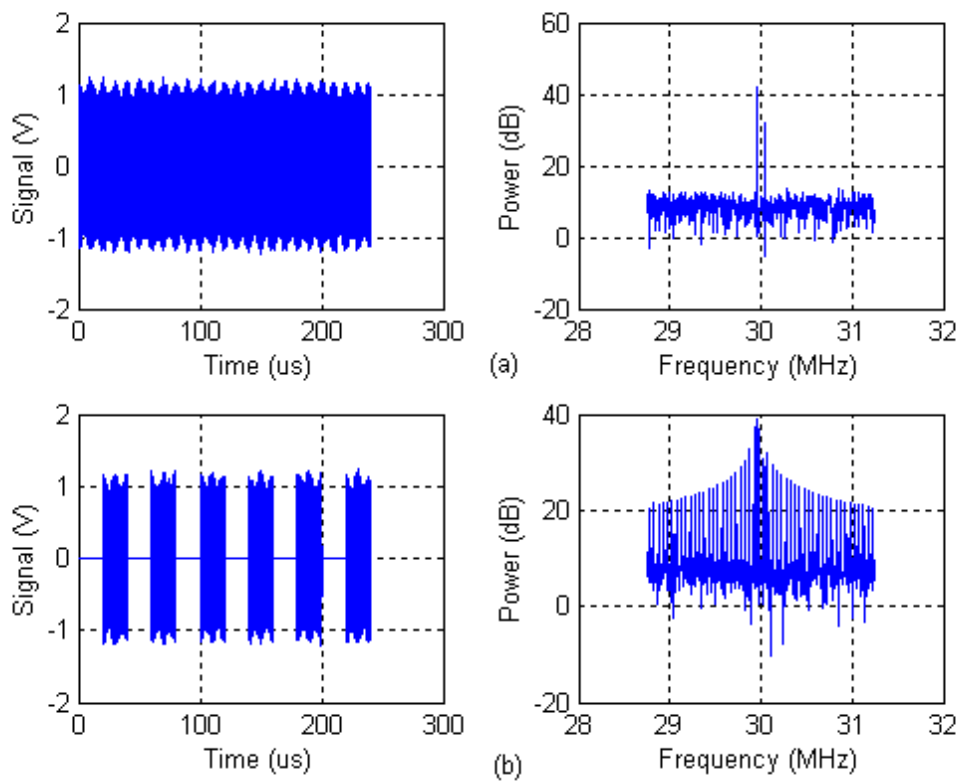 2
1
0
-1
-2
Signal (V)
0 100 200 300
Time (us)
60
40
20
0
-20
Power (dB)
28 29 30 31 32
Frequency (MHz)
(a)
2
1
0
-1
-2
Signal (V)
0 100 200 300
Time (us)
40
20
0
-20
Power (dB)
28 29 30 31 32
Frequency (MHz)
(b)